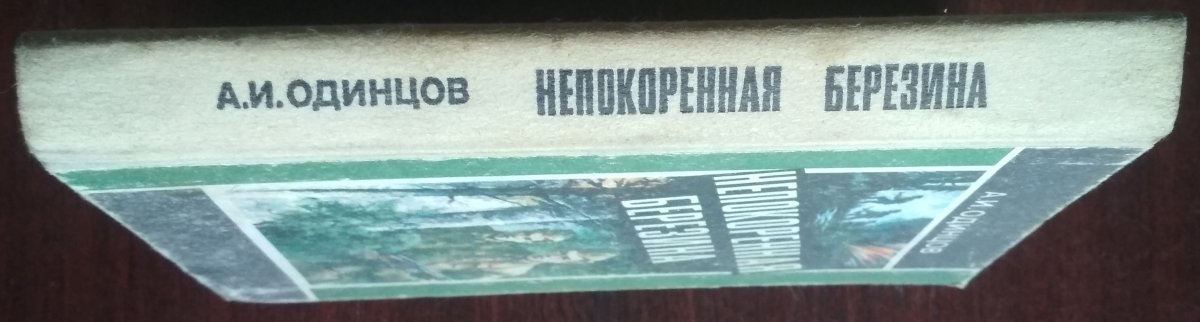 А.И.ОДИНЦОВ НЕПОКОРЕННАЯ БЕРЕЗИНА
А.И.ОДИНЦОВ
НЕПОКОРЕННАЯ
БЕРЕЗИНА